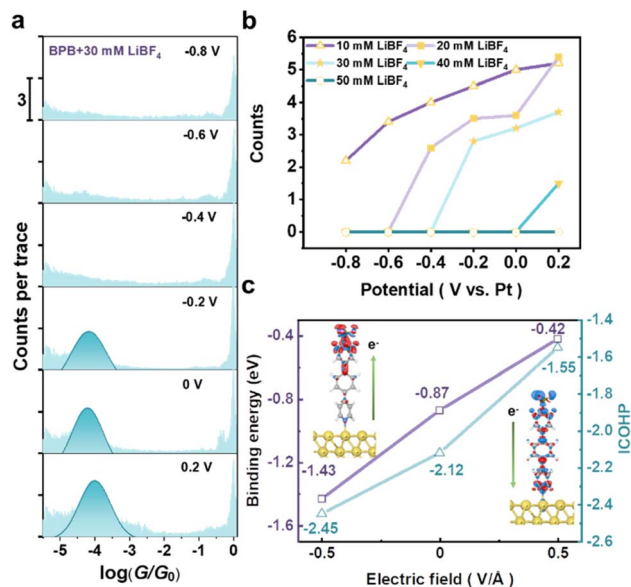 a
BPB+30 mM LiBF₄
-0.8 V
3
-0.6 V
-0.4 V
-0.2 V
0 V
0.2 V
Counts per trace
-5 -4 -3 -2 -1 0
log(G/G₀)
b
10 mM LiBF₄ 20 mM LiBF₄
30 mM LiBF₄ 40 mM LiBF₄
50 mM LiBF₄
6
5
4
3
2
1
0
Counts
-0.8 -0.6 -0.4 -0.2 0.0 0.2
Potential ( V vs. Pt )
c
-0.4
-0.8
-1.2
-1.6
Binding energy (eV)
e⁻
e⁻
-1.43
-0.87
-0.42
-2.45
-2.12
-1.55
-1.4
-1.6
-1.8
-2.0
-2.2
-2.4
-2.6
ICOHP
-0.5 0 0.5
Electric field ( V/Å )